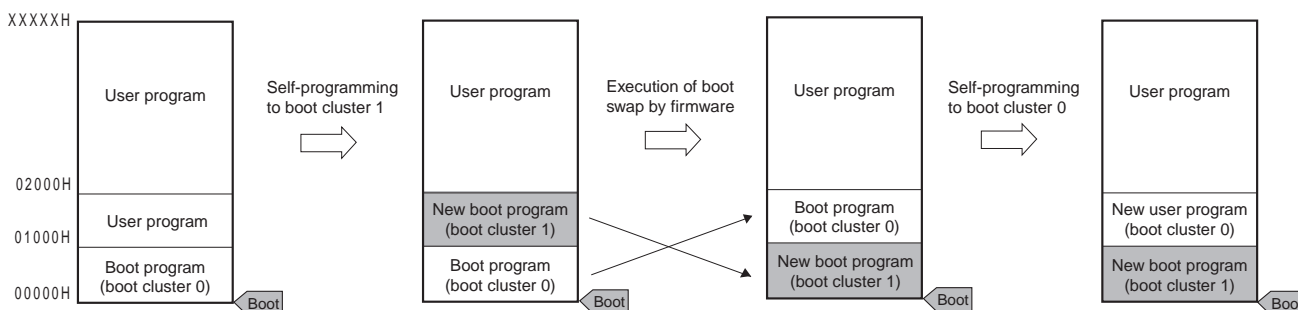 XXXXXH
02000H
01000H
00000H
User program
User program
Boot program
(boot cluster 0)
Boot
Self-programming
to boot cluster 1
User program
New boot program
(boot cluster 1)
Boot program
(boot cluster 0)
Boot
Execution of boot
swap by firmware
User program
Boot program
(boot cluster 0)
New boot program
(boot cluster 1)
Boot
Self-programming
to boot cluster 0
User program
New user program
(boot cluster 0)
New boot program
(boot cluster 1)
Boot